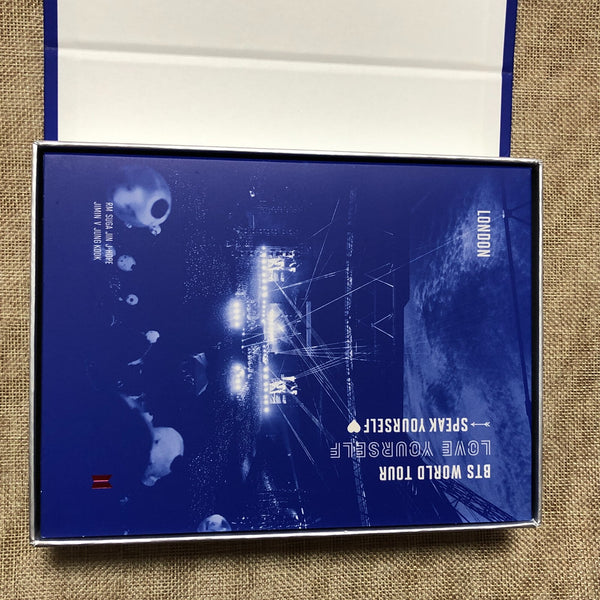 BTS WORLD TOUR
LOVE YOURSELF
SPEAK YOURSELF
LONDON
RM SUGA JIN J-HOPE
JIMIN V JUNG KOOK